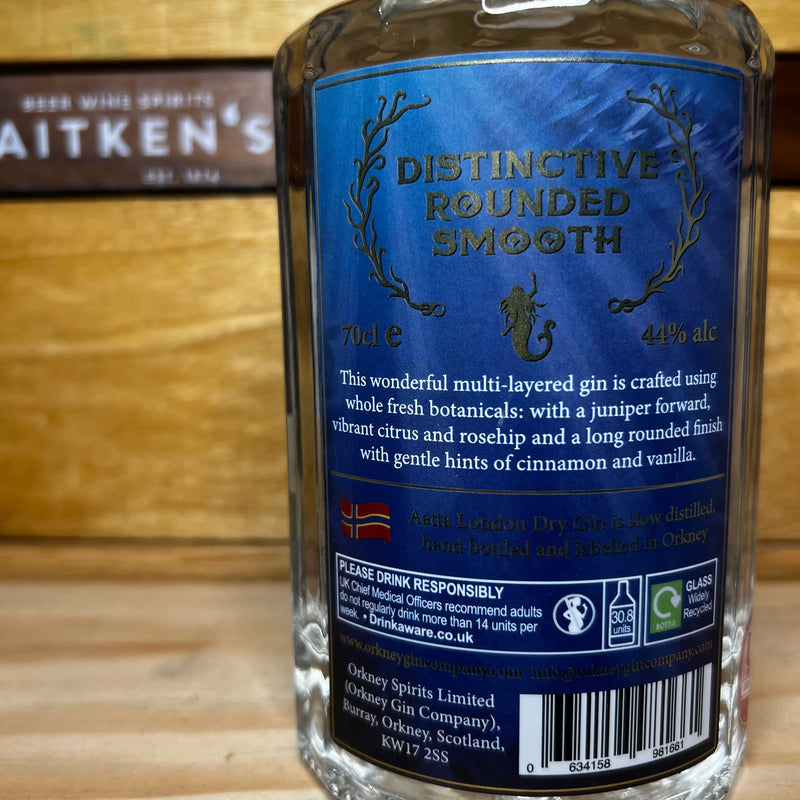 BEER WINE SPIRITS
AITKEN'S
DISTINCTIVE
ROUNDED
SMOOTH
70cl e
44% alc
This wonderful multi-layered gin is crafted using
whole fresh botanicals: with a juniper forward,
vibrant citrus and rosehip and a long rounded finish
with gentle hints of cinnamon and vanilla.
Aatta London Dry Gin is slow distilled,
hand bottled and labelled in Orkney
PLEASE DRINK RESPONSIBLY
UK Chief Medical Officers recommend adults
do not regularly drink more than 14 units per
week. • Drinkaware.co.uk
30.8
units
BOTTLE
GLASS
Widely
Recycled
www.orkneygincompany.com info@orkneygincompany.com
Orkney Spirits Limited
(Orkney Gin Company),
Burray, Orkney, Scotland,
KW17 2SS
0 634158 981661